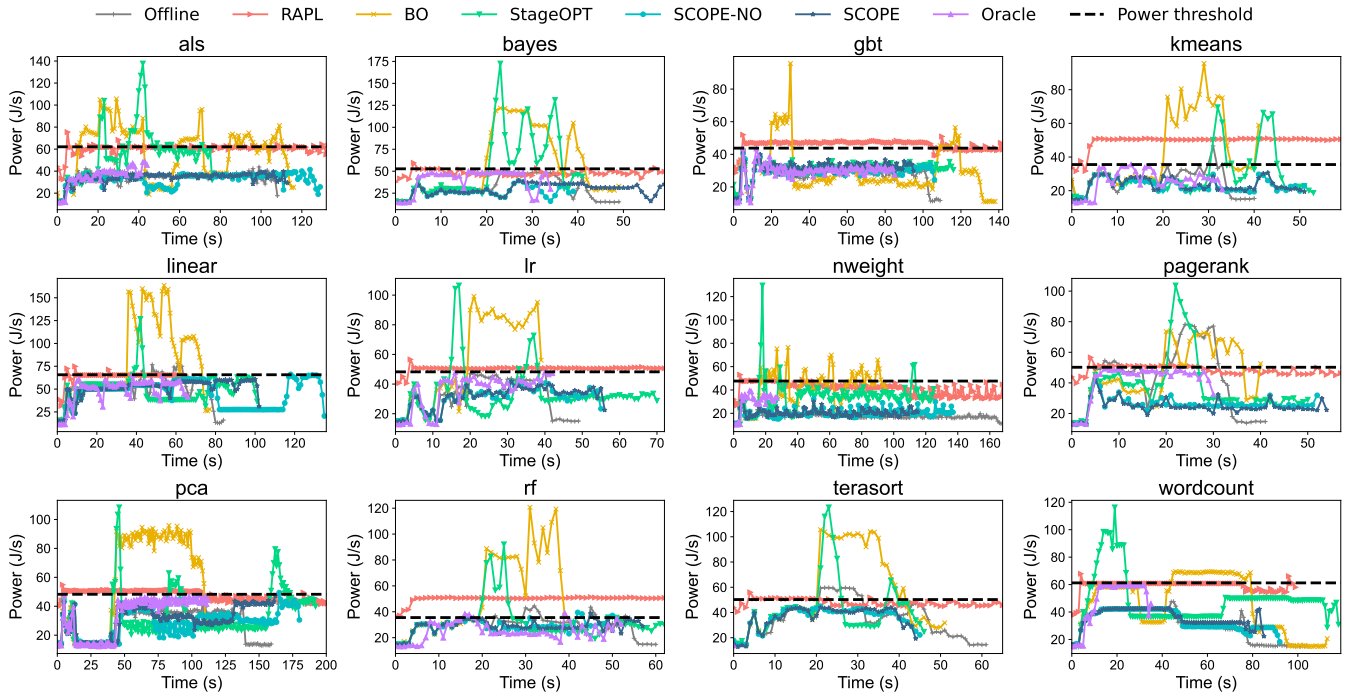 Offline RAPL BO StageOPT SCOPE-NO SCOPE Oracle Power threshold
als bayes gbt kmeans
Power (J/s) 140 120 100 80 60 40 20
0 20 40 60 80 100 120
Time (s)
Power (J/s) 175 150 125 100 75 50 25
0 10 20 30 40 50
Time (s)
Power (J/s) 80 60 40 20
0 20 40 60 80 100 120 140
Time (s)
Power (J/s) 80 60 40 20
0 10 20 30 40 50
Time (s)
linear lr nweight pagerank
Power (J/s) 150 125 100 75 50 25
0 20 40 60 80 100 120
Time (s)
Power (J/s) 100 80 60 40 20
0 10 20 30 40 50 60 70
Time (s)
Power (J/s) 120 100 80 60 40 20
0 20 40 60 80 100 120 140 160
Time (s)
Power (J/s) 100 80 60 40 20
0 10 20 30 40 50
Time (s)
pca rf terasort wordcount
Power (J/s) 100 80 60 40 20
0 25 50 75 100 125 150 175 200
Time (s)
Power (J/s) 120 100 80 60 40 20
0 10 20 30 40 50 60
Time (s)
Power (J/s) 120 100 80 60 40 20
0 10 20 30 40 50 60
Time (s)
Power (J/s) 120 100 80 60 40 20
0 20 40 60 80 100
Time (s)